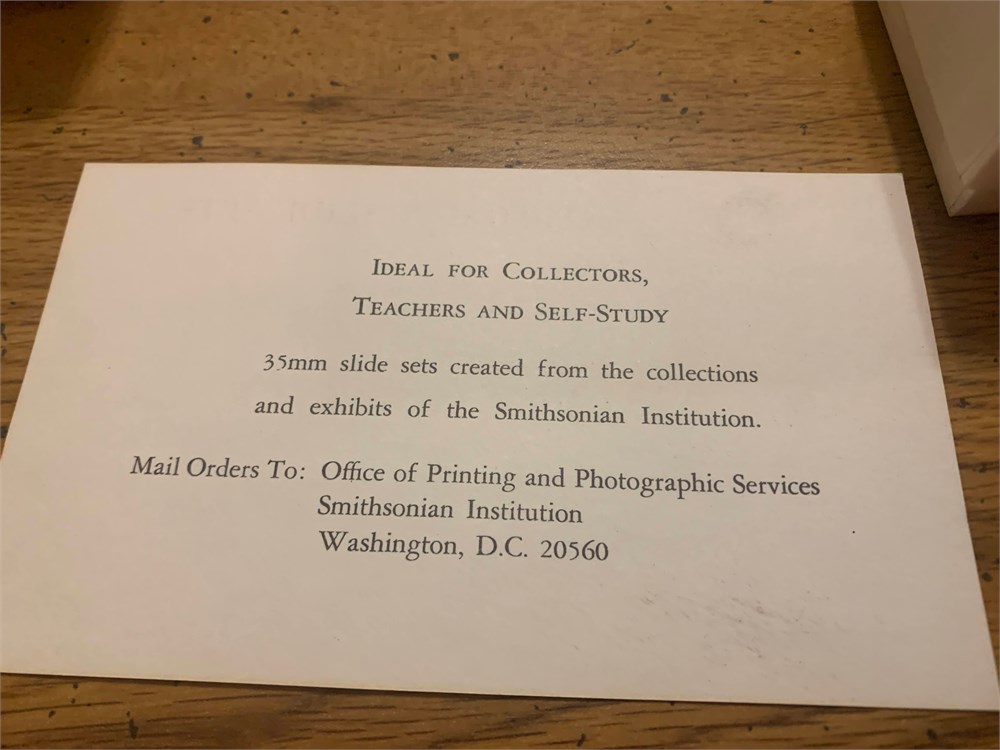 Ideal for Collectors,
Teachers and Self-Study
35mm slide sets created from the collections
and exhibits of the Smithsonian Institution.
Mail Orders To: Office of Printing and Photographic Services
Smithsonian Institution
Washington, D.C. 20560